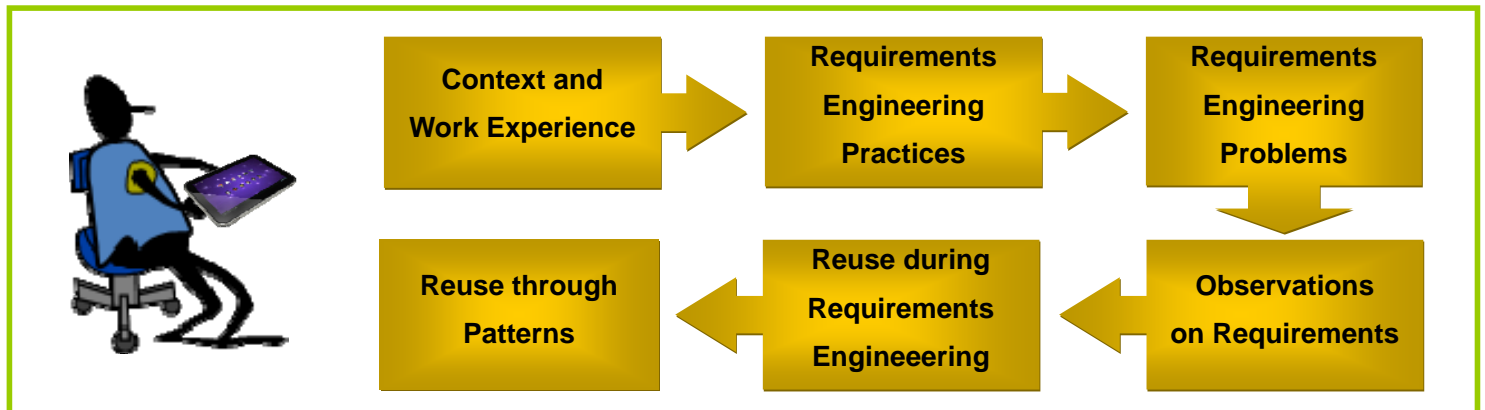 Context and
Work Experience
Requirements
Engineering
Practices
Requirements
Engineering
Problems
Observations
on Requirements
Reuse during
Requirements
Engineeering
Reuse through
Patterns